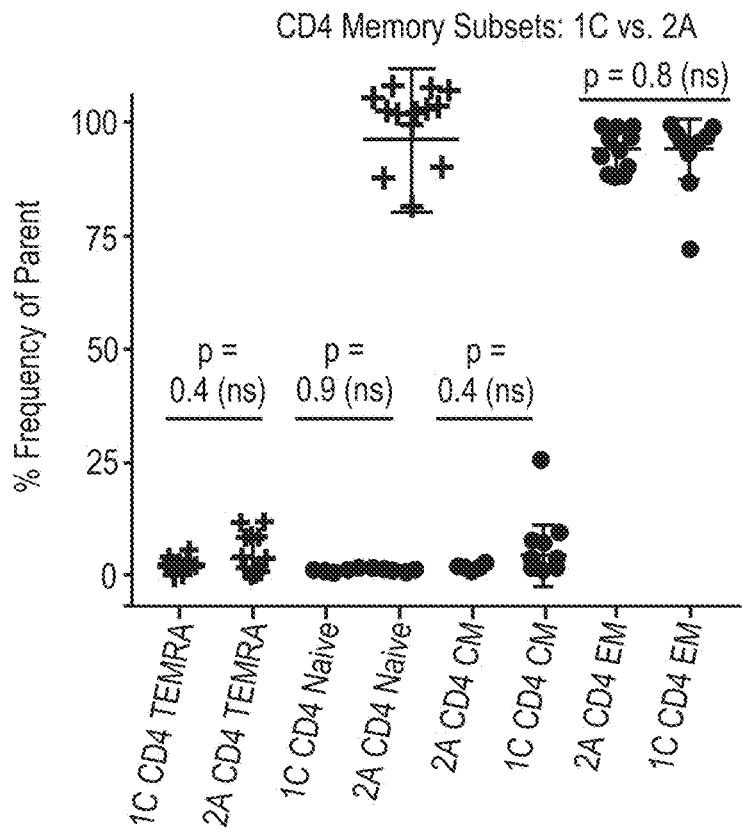 CD4 Memory Subsets: 1C vs. 2A
p = 0.8 (ns)
% Frequency of Parent
100
75
50
25
0
p =
0.4 (ns)
p =
0.9 (ns)
p =
0.4 (ns)
1C CD4 TEMRA
2A CD4 TEMRA
1C CD4 Naive
2A CD4 Naive
2A CD4 CM
1C CD4 CM
2A CD4 EM
1C CD4 EM